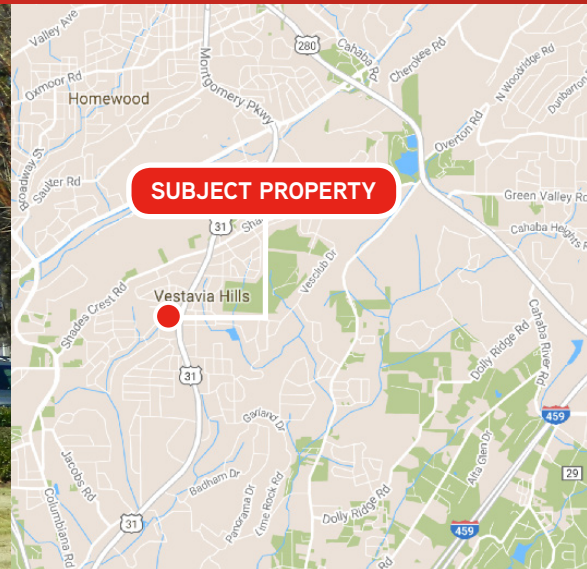 Valley Ave
280
Cahaba Rd
Cherokee Rd
N Woodridge Rd
Dunbarton
Oxmoor Rd
Homewood
Montgomery Pkwy
Overton Rd
Broadway St
Saulter Rd
SUBJECT PROPERTY
Green Valley Rd
31
Sha
Cahaba Heights R
Vesclub Dr
Shades Crest Rd
Vestavia Hills
Cahaba River Rd
Dolly Ridge Rd
31
459
Garland Dr
Alta Glen Dr
Jacobs Rd
Badham Dr
29
Columbiana Rd
Panorama Dr
Lime Rock Rd
Dolly Ridge Rd
31
459
Rd